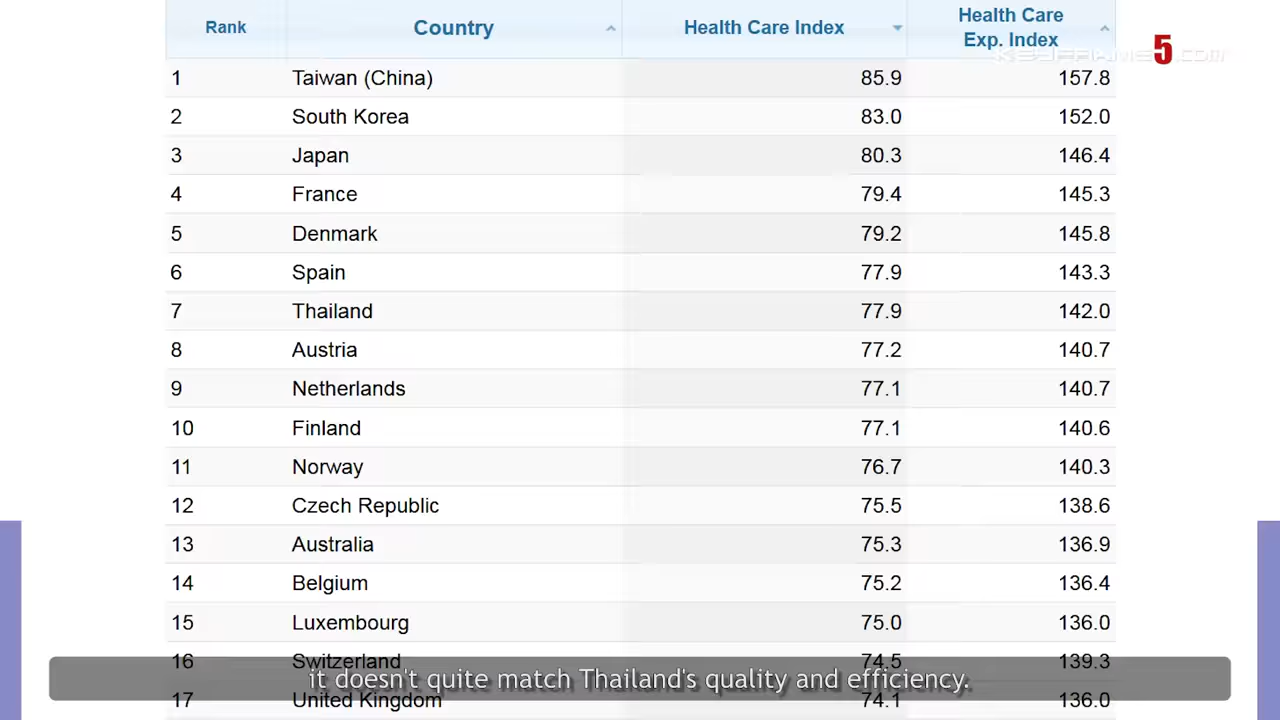 Rank Country Health Care Index Health Care Exp. Index
1 Taiwan (China) 85.9 157.8
2 South Korea 83.0 152.0
3 Japan 80.3 146.4
4 France 79.4 145.3
5 Denmark 79.2 145.8
6 Spain 77.9 143.3
7 Thailand 77.9 142.0
8 Austria 77.2 140.7
9 Netherlands 77.1 140.7
10 Finland 77.1 140.6
11 Norway 76.7 140.3
12 Czech Republic 75.5 138.6
13 Australia 75.3 136.9
14 Belgium 75.2 136.4
15 Luxembourg 75.0 136.0
16 Switzerland 74.5 139.3
it doesn't quite match Thailand's quality and efficiency.
17 United Kingdom 74.1 136.0
KEYFRAME5.COM